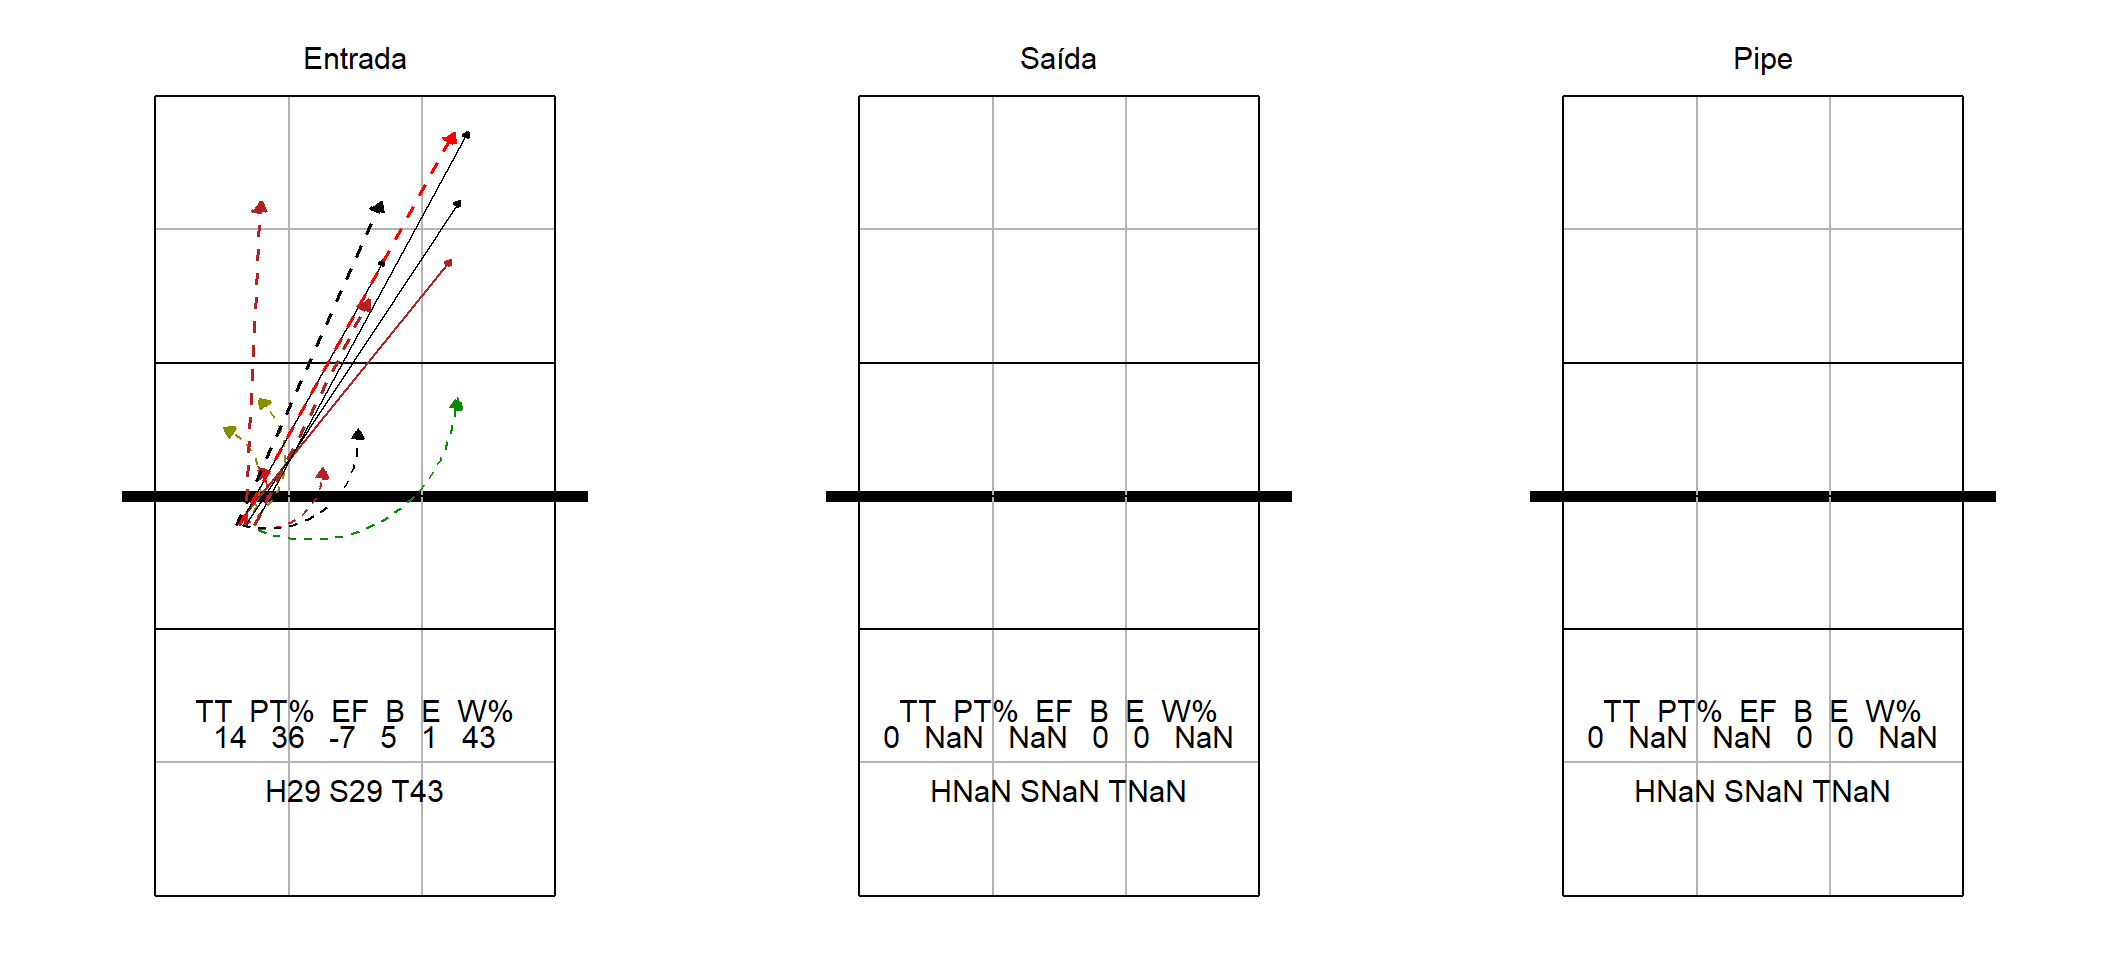 Entrada
TT PT% EF B E W%
14 36 -7 5 1 43
H29 S29 T43
Saída
TT PT% EF B E W%
0 NaN NaN 0 0 NaN
HNaN SNaN TNaN
Pipe
TT PT% EF B E W%
0 NaN NaN 0 0 NaN
HNaN SNaN TNaN